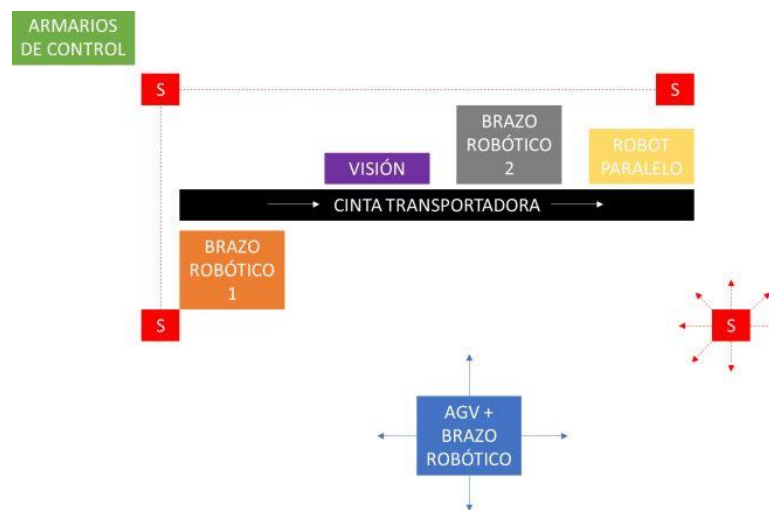 ARMARIOS
DE CONTROL
S
S
BRAZO
ROBÓTICO
2
ROBOT
PARALELO
VISIÓN
CINTA TRANSPORTADORA
BRAZO
ROBÓTICO
1
S
S
AGV +
BRAZO
ROBÓTICO